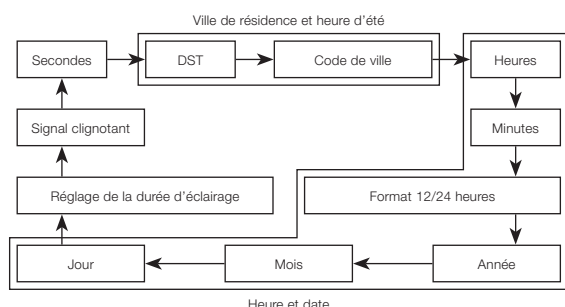 Ville de résidence et heure d’été
Secondes
DST
Code de ville
Heures
Signal clignotant
Minutes
Réglage de la durée d’éclairage
Format 12/24 heures
Jour
Mois
Année
Heure et date